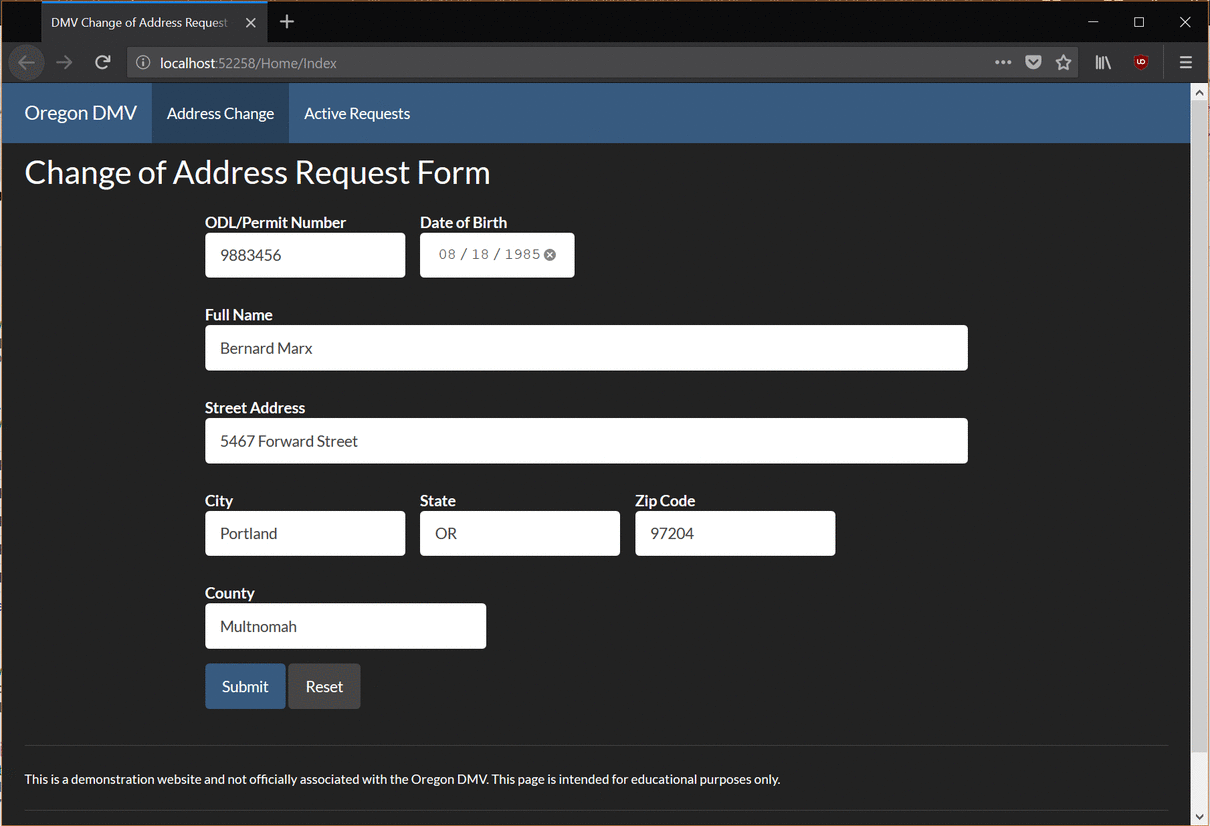 DMV Change of Address Request
localhost:52258/Home/Index
Oregon DMV Address Change Active Requests
Change of Address Request Form
ODL/Permit Number Date of Birth
9883456 08 / 18 / 1985
Full Name
Bernard Marx
Street Address
5467 Forward Street
City State Zip Code
Portland OR 97204
County
Multnomah
Submit Reset
This is a demonstration website and not officially associated with the Oregon DMV. This page is intended for educational purposes only.